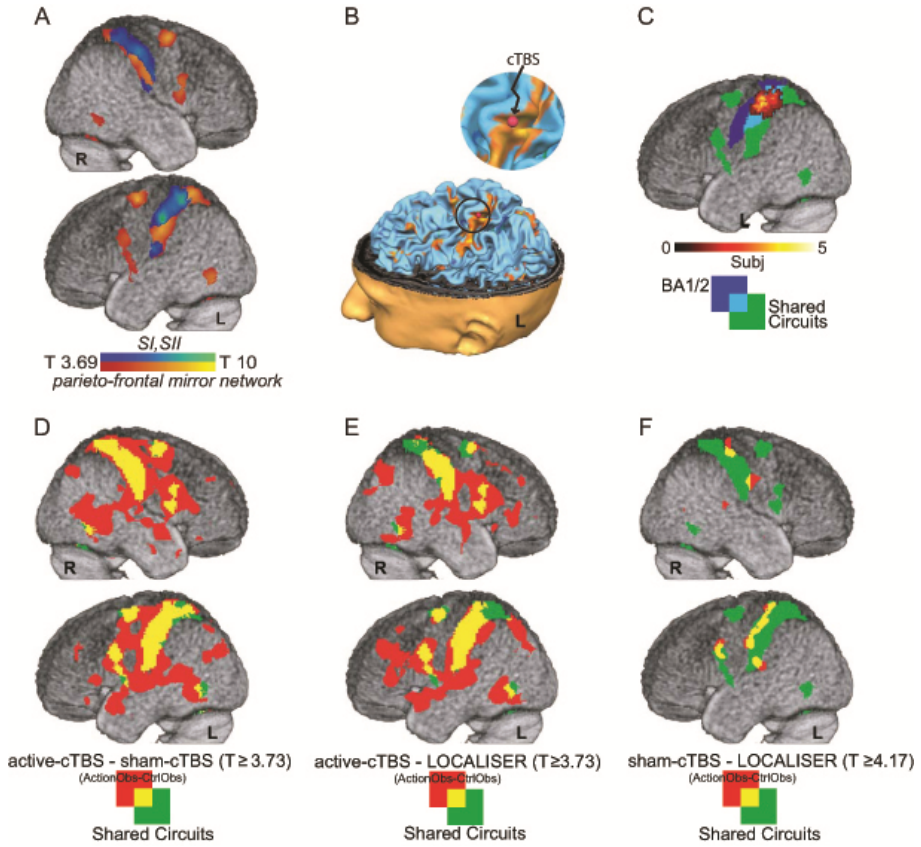 A
B
C
cTBS
R
L
L
L
SI,SII
T 3.69
T 10
parieto-frontal mirror network
0
5
Subj
BA1/2
Shared
Circuits
D
E
F
R
R
R
L
L
L
active-cTBS - sham-cTBS (T ≥ 3.73)
(ActionObs-CtrlObs)
Shared Circuits
active-cTBS - LOCALISER (T≥3.73)
(ActionObs-CtrlObs)
Shared Circuits
sham-cTBS - LOCALISER (T ≥4.17)
(ActionObs-CtrlObs)
Shared Circuits